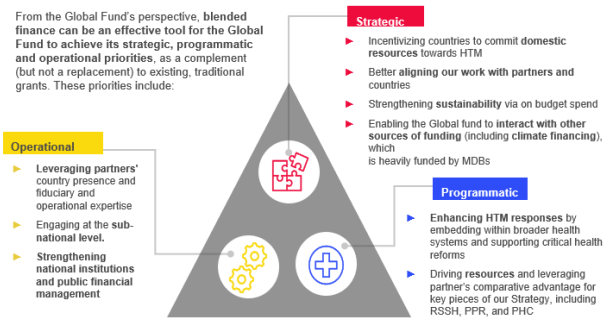 From the Global Fund's perspective, blended
finance can be an effective tool for the Global
Fund to achieve its strategic, programmatic
and operational priorities, as a complement
(but not a replacement) to existing, traditional
grants. These priorities include:
Strategic
Incentivizing countries to commit domestic
resources towards HTM
Better aligning our work with partners and
countries
Strengthening sustainability via on budget spend
Enabling the Global fund to interact with other
sources of funding (including climate financing),
which
is heavily funded by MDBs
Operational
Leveraging partners'
country presence and
fiduciary and
operational expertise
Engaging at the sub-
national level.
Strengthening
national institutions
and public financial
management
Programmatic
Enhancing HTM responses by
embedding within broader health
systems and supporting critical health
reforms
Driving resources and leveraging
partner's comparative advantage for
key pieces of our Strategy, including
RSSH, PPR, and PHC